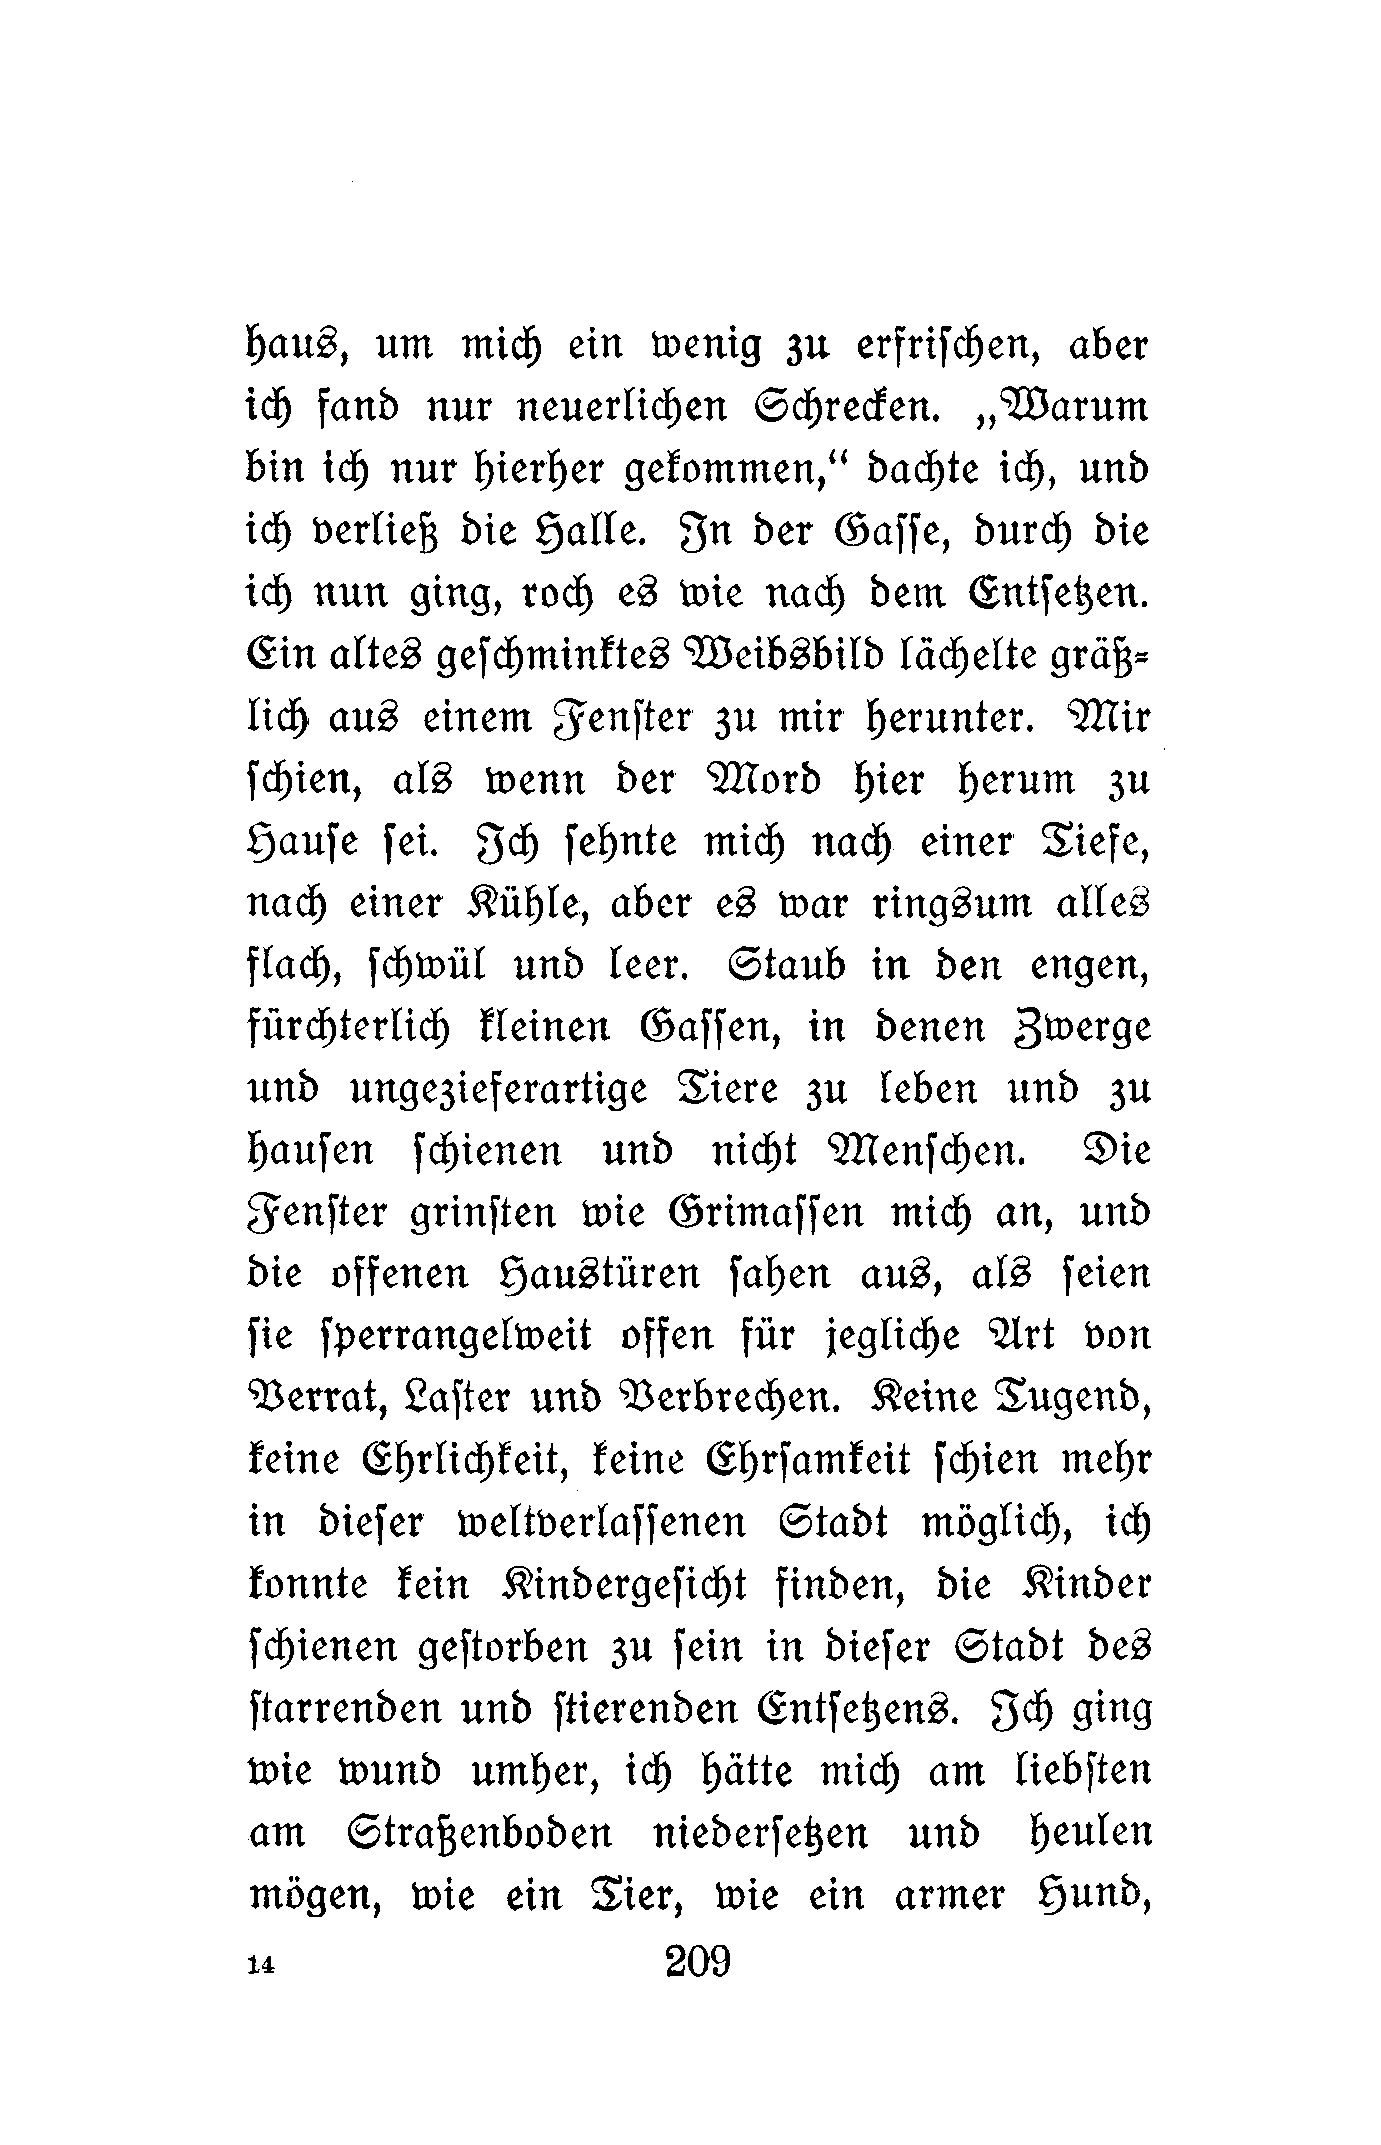 haus, um mich ein wenig zu erfrischen, aber
ich fand nur neuerlichen Schrecken. „Warum
bin ich nur hierher gekommen,“ dachte ich, und
ich verließ die Halle. In der Gasse, durch die
ich nun ging, roch es wie nach dem Entsetzen.
Ein altes geschminktes Weibsbild lächelte gräß-
lich aus einem Fenster zu mir herunter. Mir
schien, als wenn der Mord hier herum zu
Hause sei. Ich sehnte mich nach einer Tiefe,
nach einer Kühle, aber es war ringsum alles
flach, schwül und leer. Staub in den engen,
fürchterlich kleinen Gassen, in denen Zwerge
und ungezieferartige Tiere zu leben und zu
hausen schienen und nicht Menschen. Die
Fenster grinsten wie Grimassen mich an, und
die offenen Haustüren sahen aus, als seien
sie sperrangelweit offen für jegliche Art von
Verrat, Laster und Verbrechen. Keine Tugend,
keine Ehrlichkeit, keine Ehrsamkeit schien mehr
in dieser weltverlassenen Stadt möglich, ich
konnte kein Kindergesicht finden, die Kinder
schienen gestorben zu sein in dieser Stadt des
starrenden und stierenden Entsetzens. Ich ging
wie wund umher, ich hätte mich am liebsten
am Straßenboden niedersetzen und heulen
mögen, wie ein Tier, wie ein armer Hund,
14 209